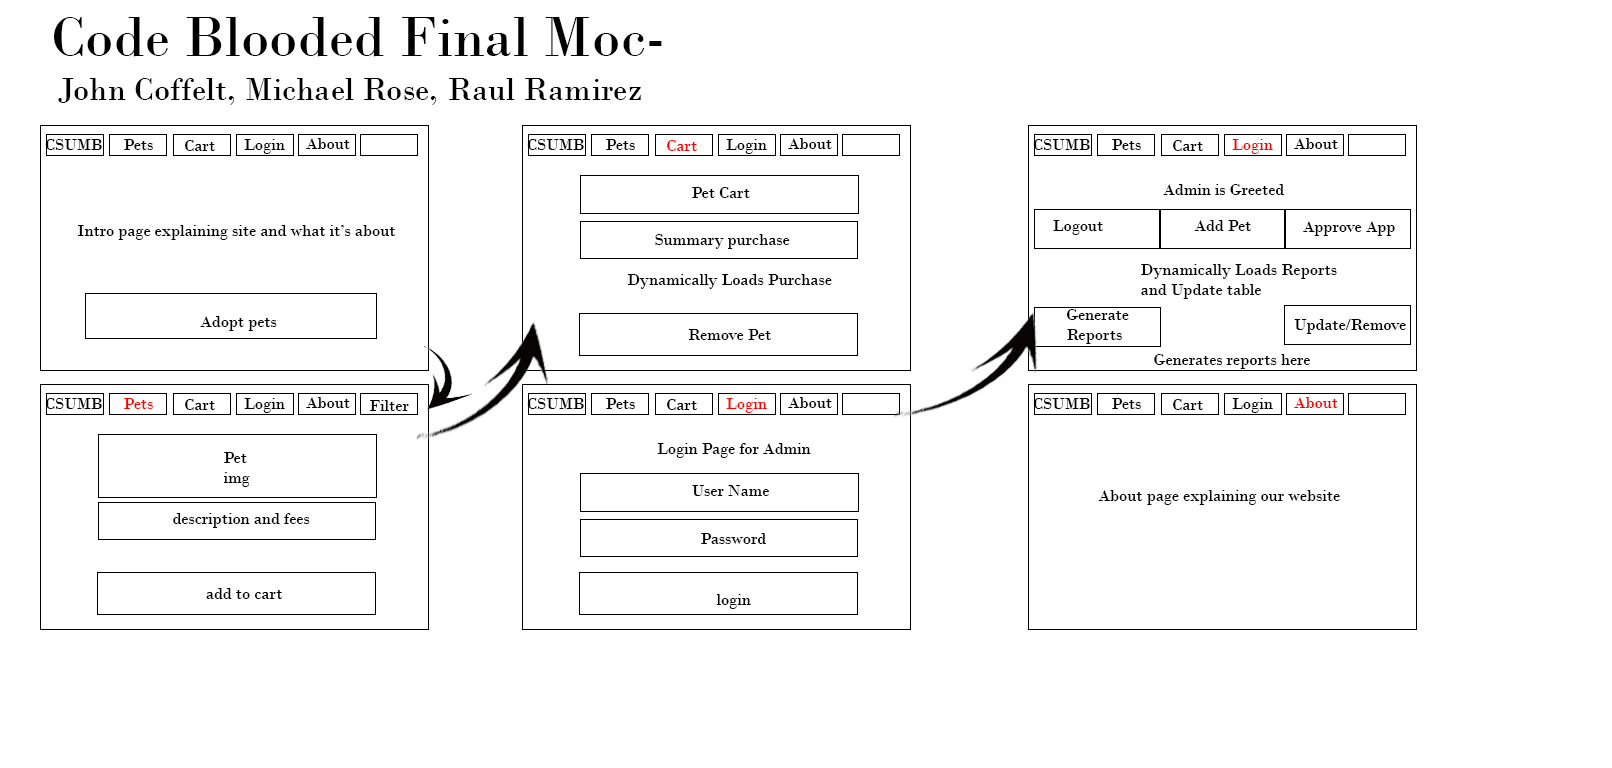 Code Blooded Final Moc-
John Coffelt, Michael Rose, Raul Ramirez
CSUMB Pets Cart Login About
Intro page explaining site and what it's about
Adopt pets
CSUMB Pets Cart Login About
Pet Cart
Summary purchase
Dynamically Loads Purchase
Remove Pet
CSUMB Pets Cart Login About
Admin is Greeted
Logout Add Pet Approve App
Dynamically Loads Reports
and Update table
Generate
Reports
Update/Remove
Generates reports here
CSUMB Pets Cart Login About Filter
Pet
img
description and fees
add to cart
CSUMB Pets Cart Login About
Login Page for Admin
User Name
Password
login
CSUMB Pets Cart Login About
About page explaining our website